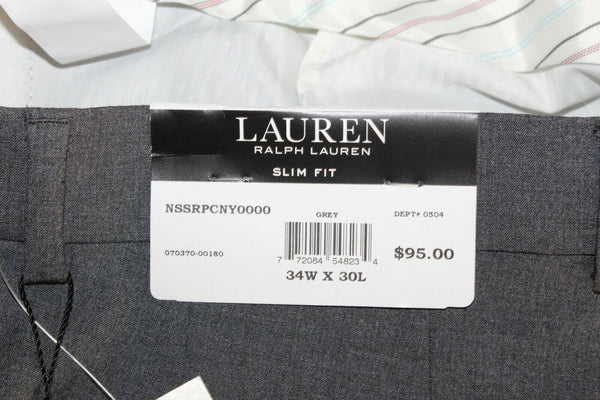 LAUREN
RALPH LAUREN
SLIM FIT
NSSRPCNY0000
GREY
DEPT# 0504
070370-00180
7 72084 54823 4
$95.00
34W X 30L